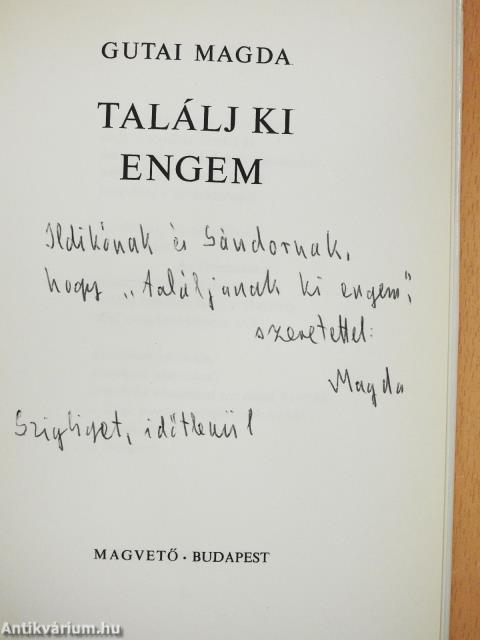 GUTAI MAGDA
TALÁLJ KI
ENGEM
Ildikónak és Sándornak,
hogy „találjanak ki engem",
szeretettel:
Magda
Szigliget, időtlenül
MAGVETŐ · BUDAPEST
Antikvárium.hu